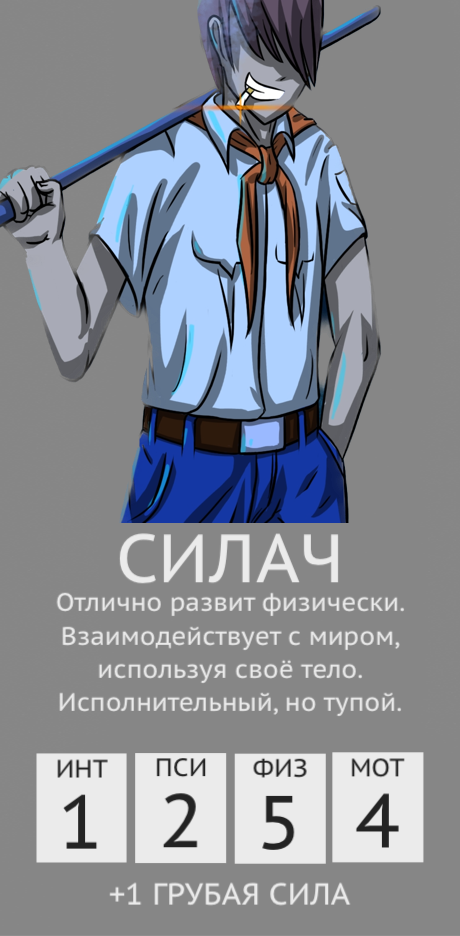 СИЛАЧ
Отлично развит физически.
Взаимодействует с миром,
используя своё тело.
Исполнительный, но тупой.
ИНТ ПСИ ФИЗ МОТ
1 2 5 4
+1 ГРУБАЯ СИЛА